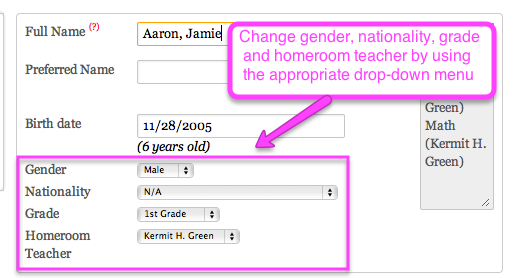 Full Name (?)
Aaron, Jamie
Change gender, nationality, grade
and homeroom teacher by using
the appropriate drop-down menu
Preferred Name
Green)
Math
(Kermit H.
Green)
Birth date
11/28/2005
(6 years old)
Gender
Male
Nationality
N/A
Grade
1st Grade
Homeroom
Teacher
Kermit H. Green